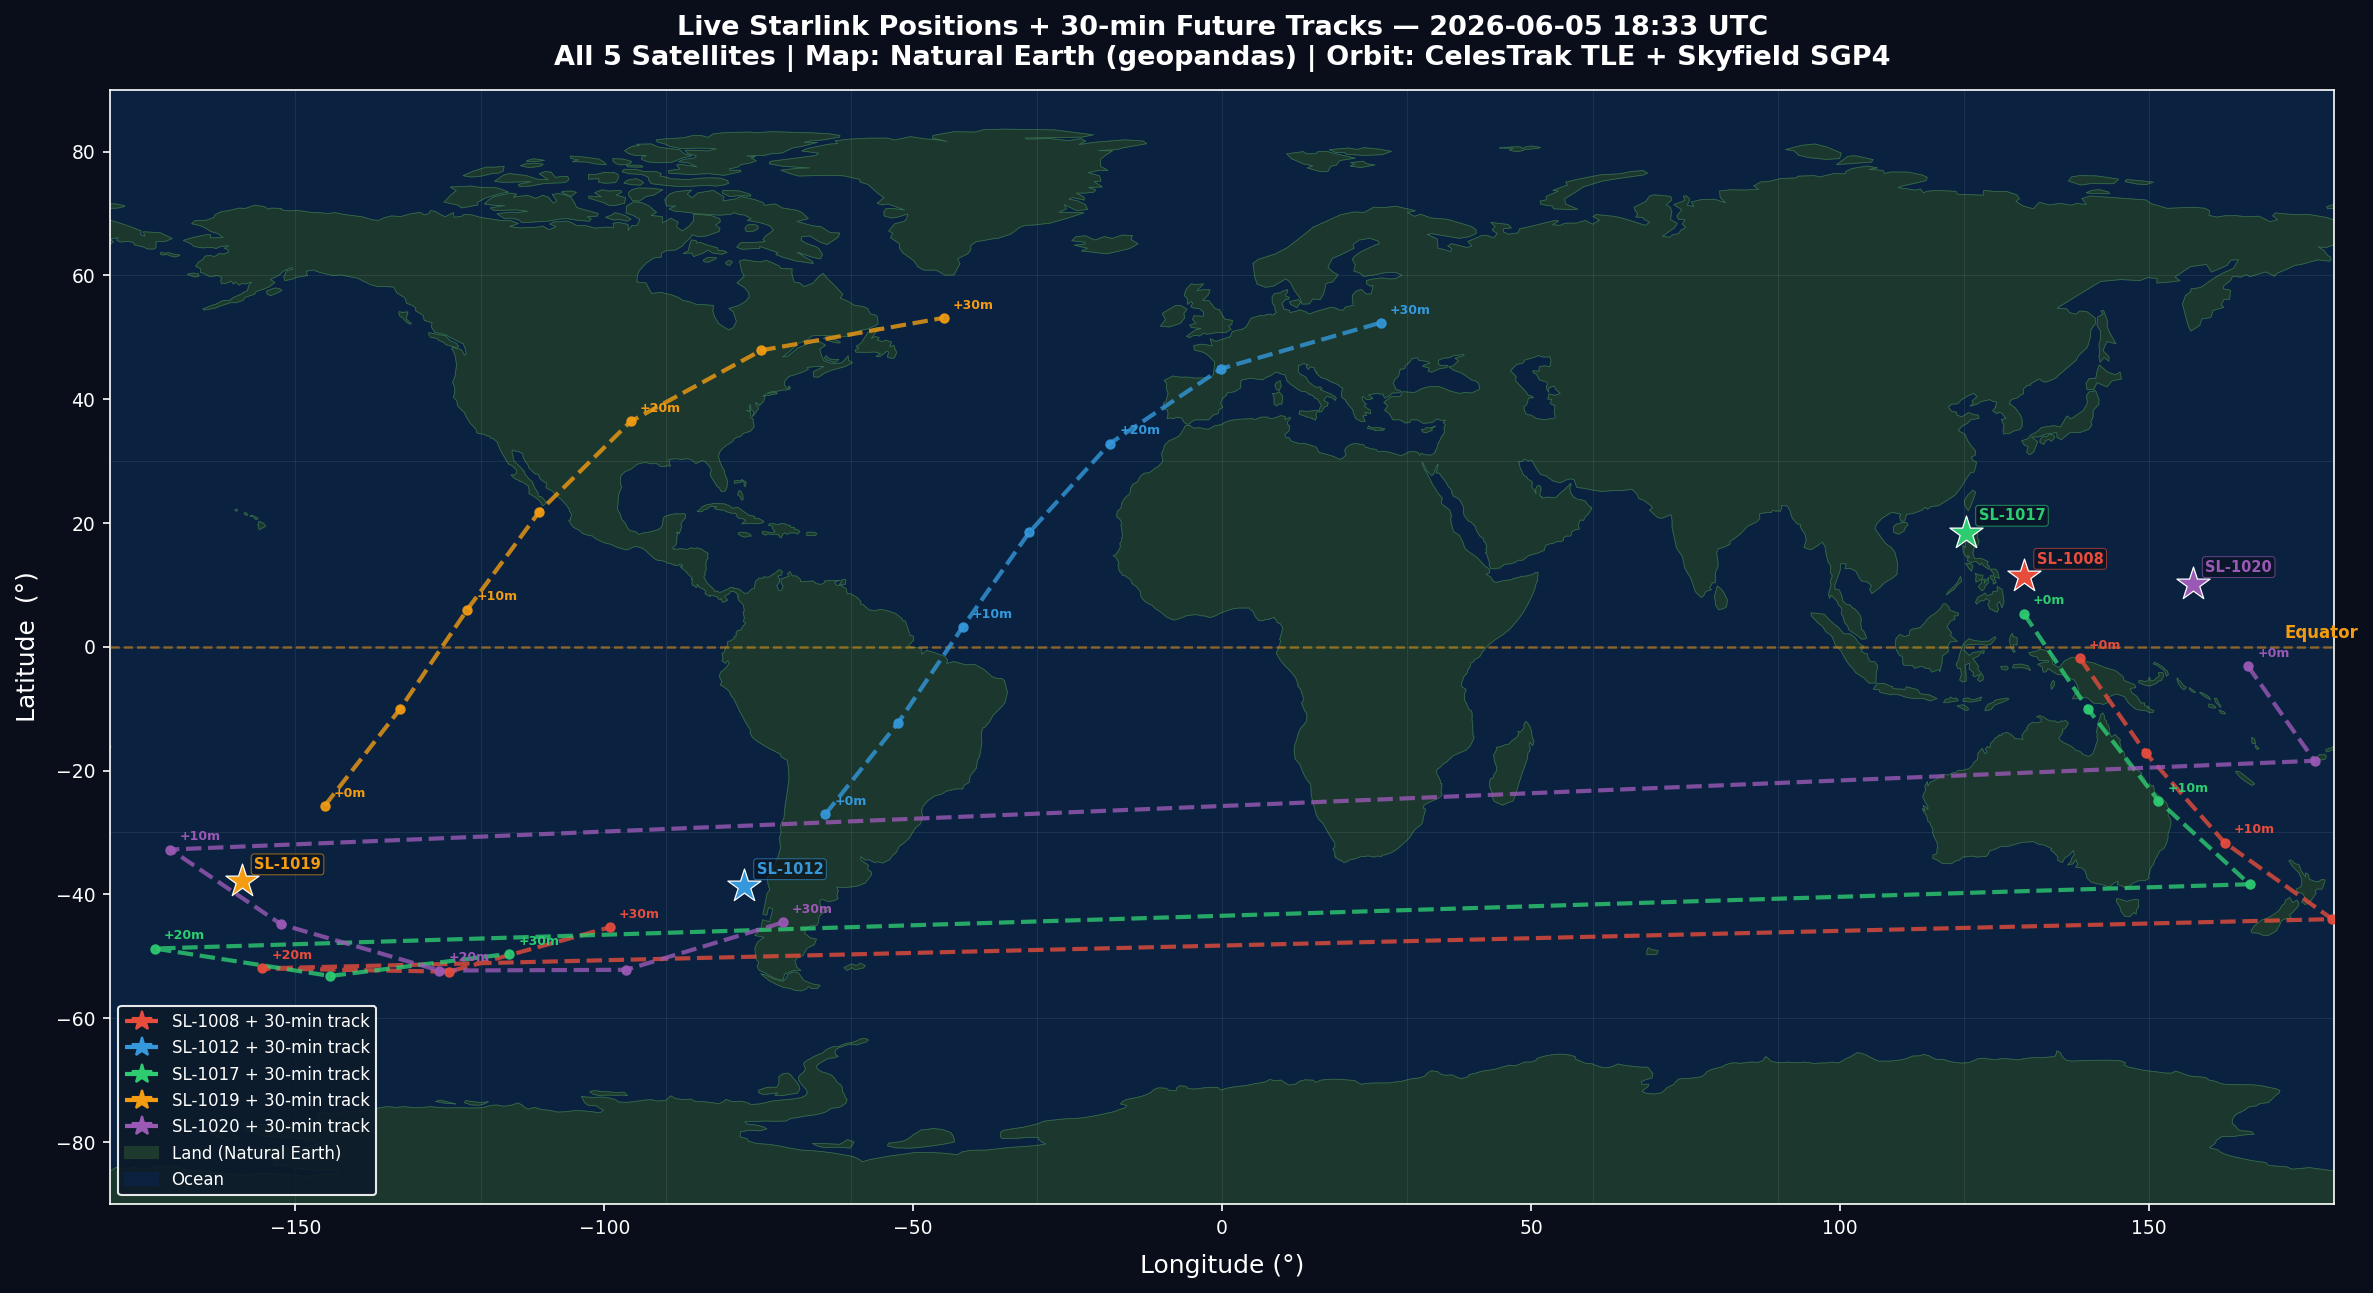 Live Starlink Positions + 30-min Future Tracks — 2026-06-05 18:33 UTC
All 5 Satellites | Map: Natural Earth (geopandas) | Orbit: CelesTrak TLE + Skyfield SGP4
Latitude (°)
80
60
40
20
0
−20
−40
−60
−80
+30m
+30m
+20m
+20m
+10m
+10m
+0m
+0m
SL-1017
SL-1008
SL-1020
+0m
+0m
+0m
Equator
+10m
+10m
+10m
SL-1019
SL-1012
+30m
+30m
+20m
+30m
+20m
+20m
SL-1008 + 30-min track
SL-1012 + 30-min track
SL-1017 + 30-min track
SL-1019 + 30-min track
SL-1020 + 30-min track
Land (Natural Earth)
Ocean
−150
−100
−50
0
50
100
150
Longitude (°)